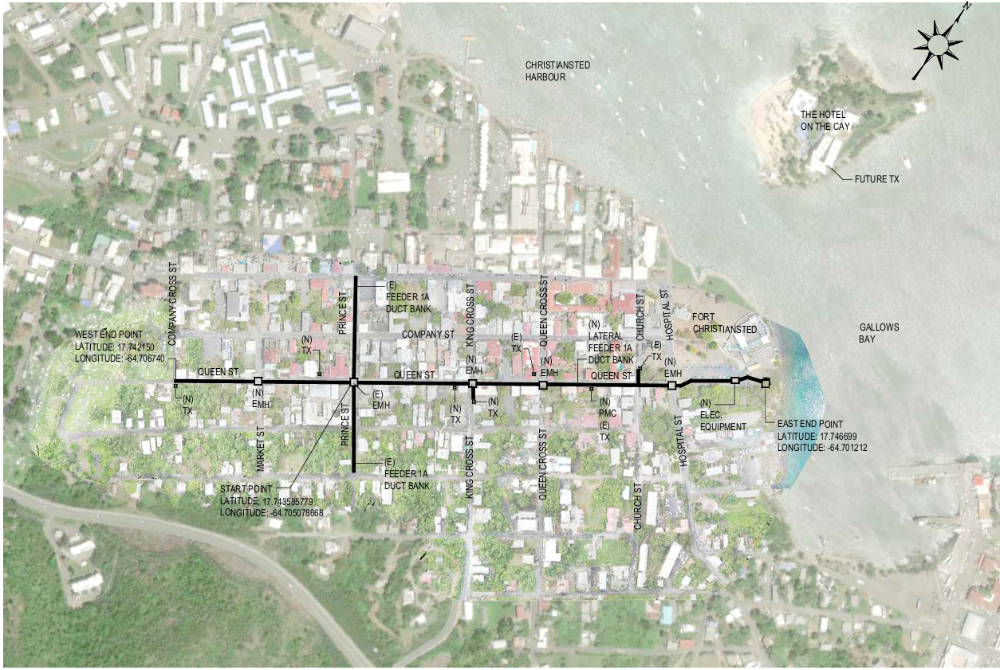 N
CHRISTIANSTED
HARBOUR
THE HOTEL
ON THE CAY
FUTURE TX
COMPANY CROSS ST
PRINCE ST
(E)
FEEDER 1A
DUCT BANK
KING CROSS ST
QUEEN CROSS ST
CHURCH ST
HOSPITAL ST
FORT
CHRISTIANSTED
GALLOWS
BAY
WEST END POINT
LATITUDE: 17.742150
LONGITUDE: -64.706740
(N)
TX
COMPANY ST
(E)
TX
(N)
LATERAL
FEEDER 1A
DUCT BANK
(E)
TX
QUEEN ST
QUEEN ST
(N)
EMH
(N)
EMH
QUEEN ST
(N)
EMH
(N)
TX
(N)
EMH
(E)
EMH
(N)
TX
(N)
TX
(N)
PMC
(E)
TX
(N)
ELEC.
EQUIPMENT
EAST END POINT
LATITUDE: 17.746699
LONGITUDE: -64.701212
MARKET ST
PRINCE ST
(E)
FEEDER 1A
DUCT BANK
KING CROSS ST
QUEEN CROSS ST
CHURCH ST
HOSPITAL ST
START POINT
LATITUDE: 17.743585779
LONGITUDE: -64.705078668